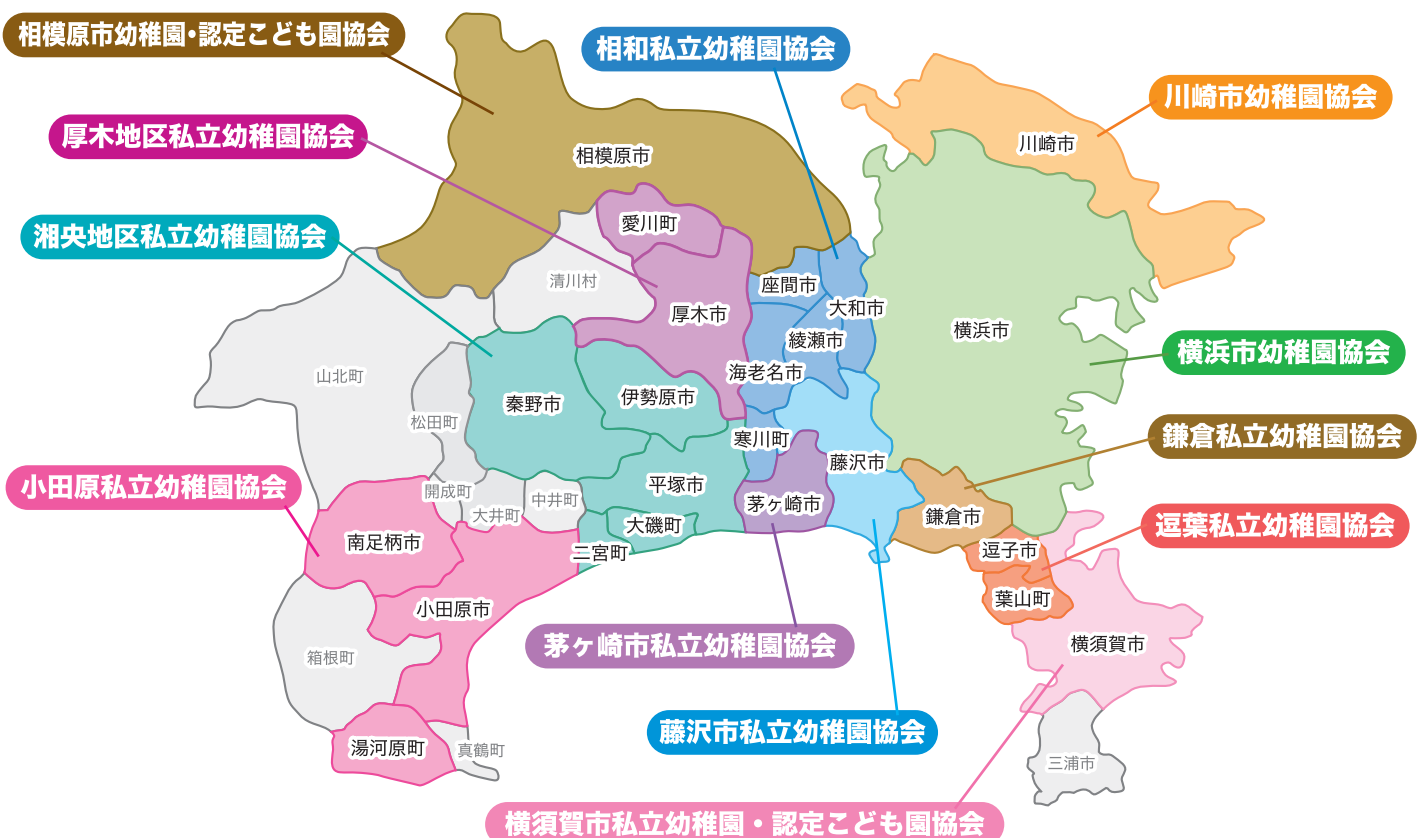 相模原市幼稚園・認定こども園協会
相和私立幼稚園協会
川崎市幼稚園協会
厚木地区私立幼稚園協会
川崎市
相模原市
愛川町
湘央地区私立幼稚園協会
清川村
座間市
大和市
厚木市
横浜市
綾瀬市
横浜市幼稚園協会
海老名市
山北町
伊勢原市
秦野市
松田町
寒川町
鎌倉私立幼稚園協会
藤沢市
小田原私立幼稚園協会
平塚市
開成町
中井町
茅ヶ崎市
大井町
鎌倉市
大磯町
逗葉私立幼稚園協会
南足柄市
二宮町
逗子市
葉山町
小田原市
茅ヶ崎市私立幼稚園協会
横須賀市
箱根町
藤沢市私立幼稚園協会
湯河原町
真鶴町
三浦市
横須賀市私立幼稚園・認定こども園協会